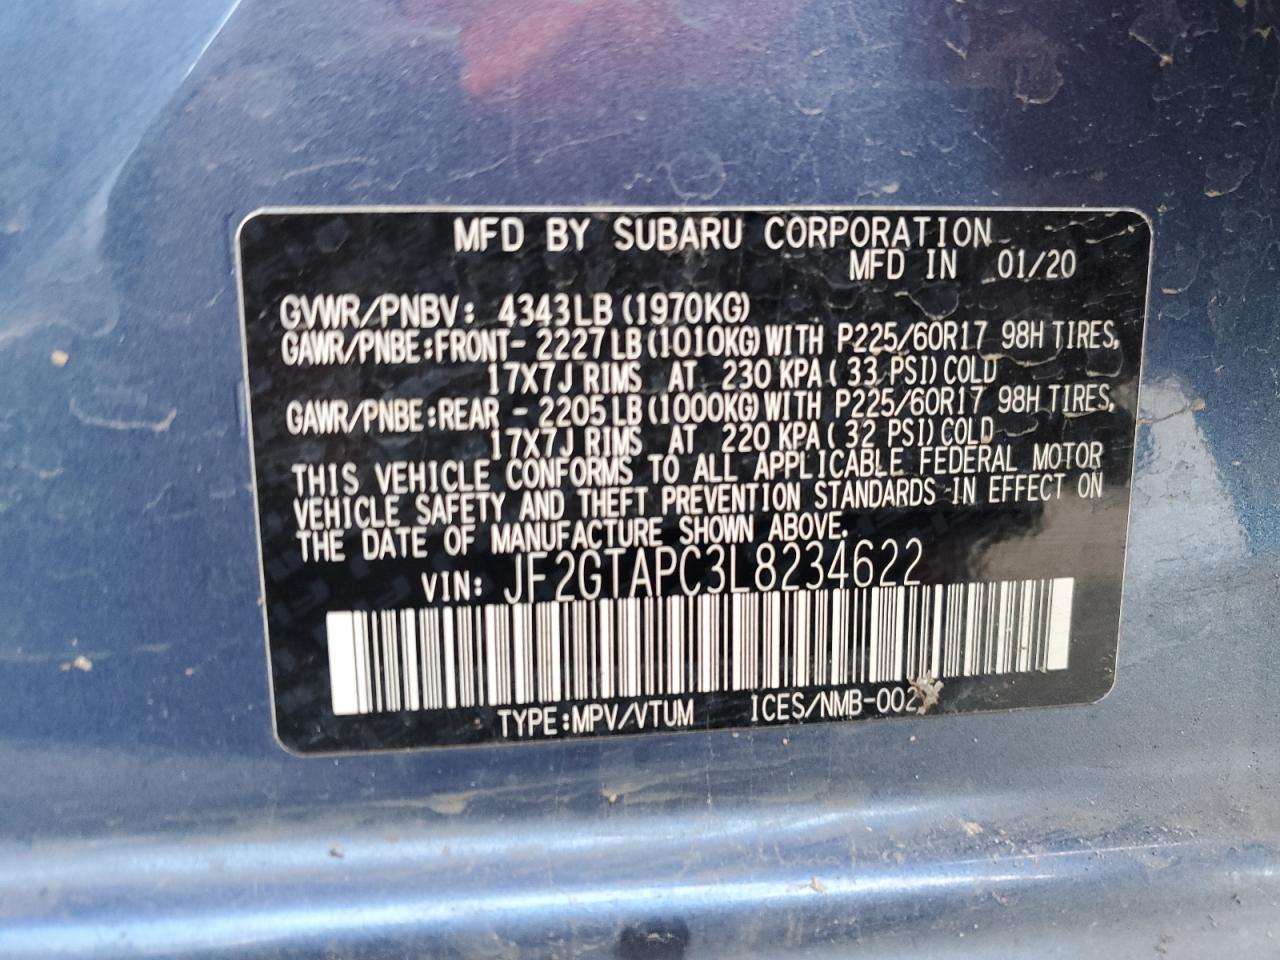 MFD BY SUBARU CORPORATION
MFD IN 01/20
GVWR/PNBV: 4343LB (1970KG)
GAWR/PNBE:FRONT- 2227LB (1010KG) WITH P225/60R17 98H TIRES,
17X7J RIMS AT 230 KPA ( 33 PSI) COLD
GAWR/PNBE:REAR - 2205LB (1000KG) WITH P225/60R17 98H TIRES,
17X7J RIMS AT 220 KPA ( 32 PSI) COLD
THIS VEHICLE CONFORMS TO ALL APPLICABLE FEDERAL MOTOR
VEHICLE SAFETY AND THEFT PREVENTION STANDARDS IN EFFECT ON
THE DATE OF MANUFACTURE SHOWN ABOVE.
VIN: JF2GTAPC3L8234622
TYPE:MPV/VTUM ICES/NMB-002